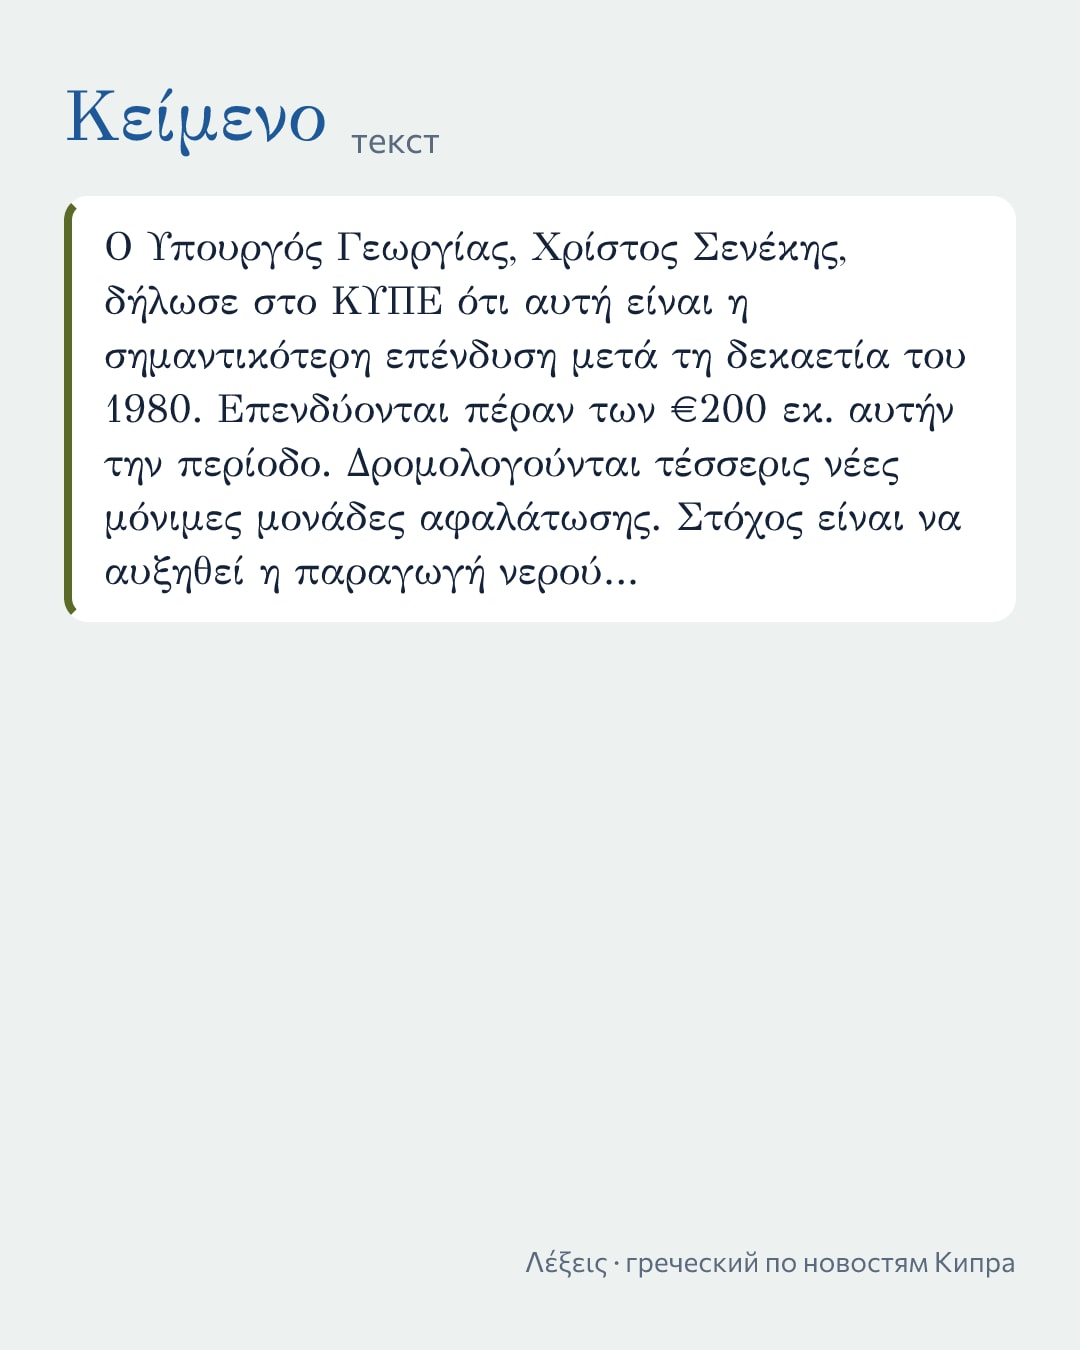 Κείμενο текст
Ο Υπουργός Γεωργίας, Χρίστος Σενέκης,
δήλωσε στο ΚΥΠΕ ότι αυτή είναι η
σημαντικότερη επένδυση μετά τη δεκαετία του
1980. Επενδύονται πέραν των €200 εκ. αυτήν
την περίοδο. Δρομολογούνται τέσσερις νέες
μόνιμες μονάδες αφαλάτωσης. Στόχος είναι να
αυξηθεί η παραγωγή νερού...
Λέξεις · греческий по новостям Кипра